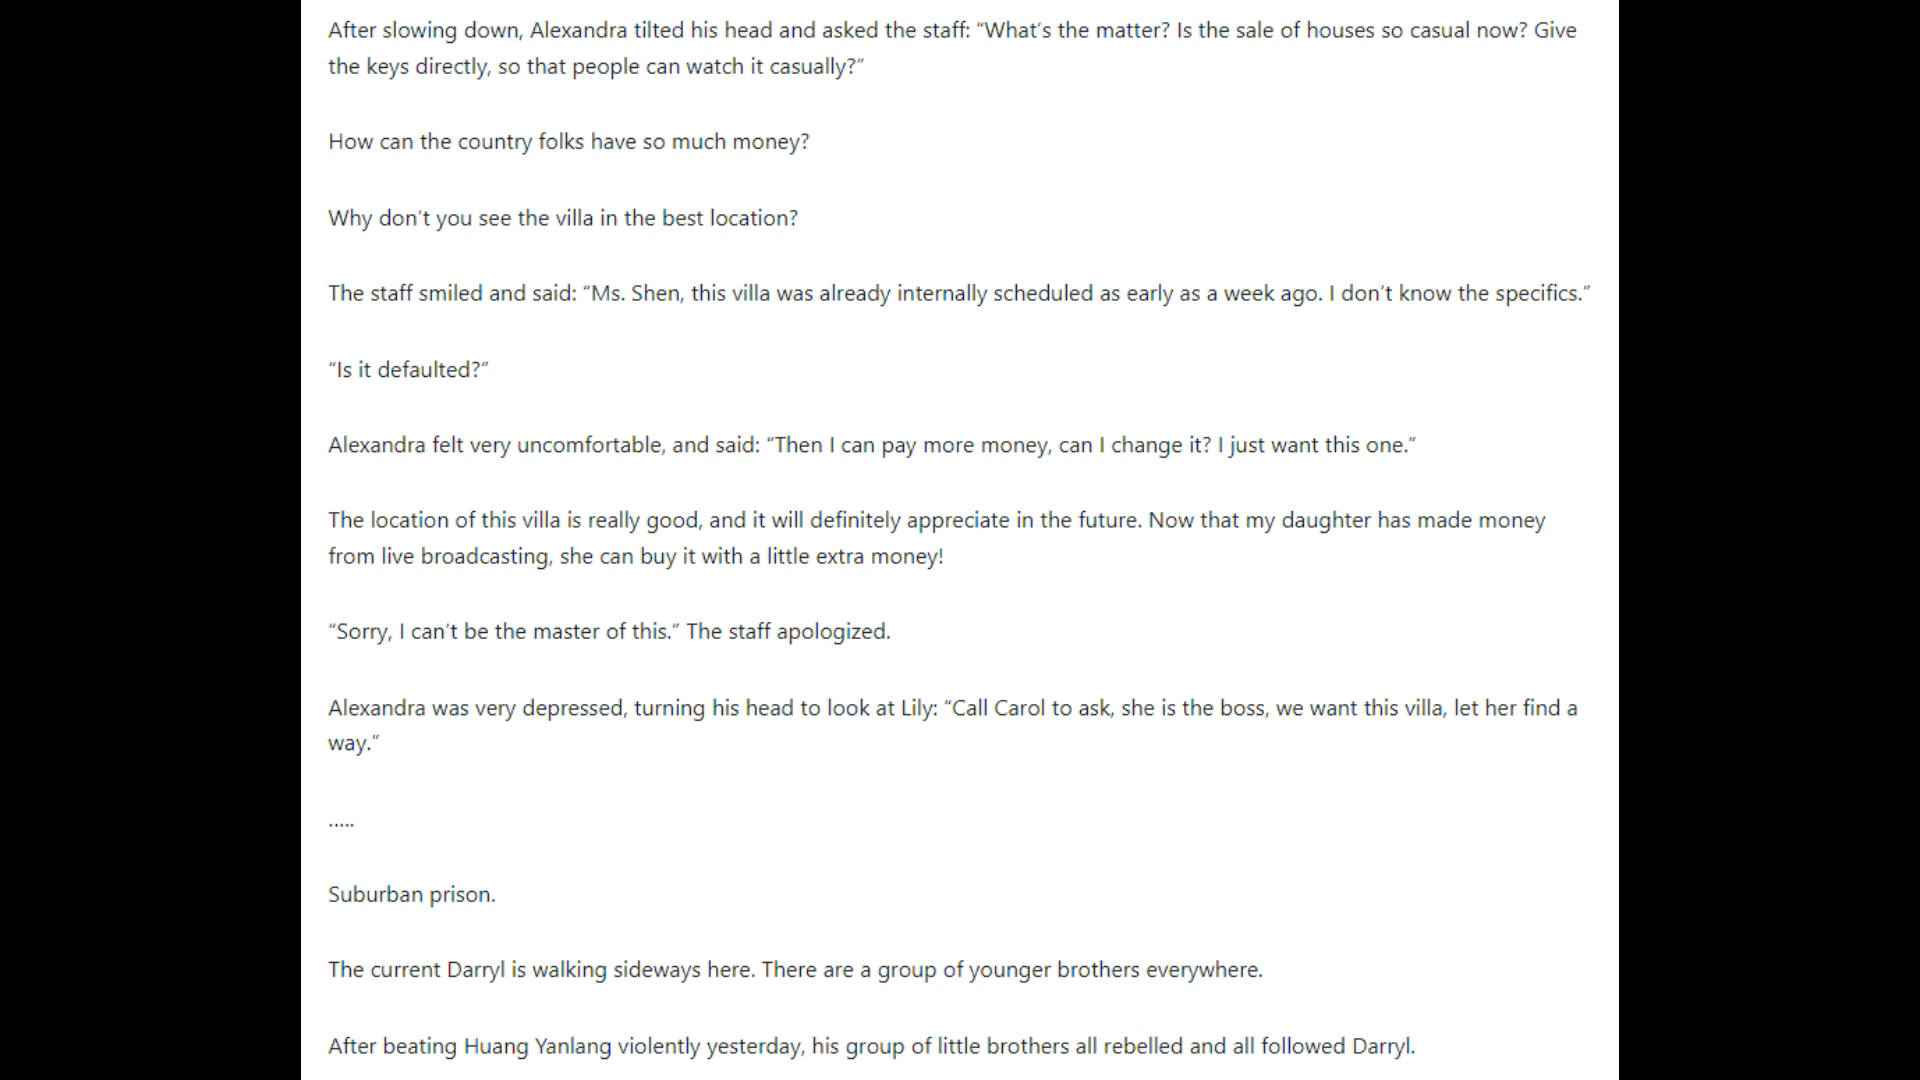 After slowing down, Alexandra tilted his head and asked the staff: “What’s the matter? Is the sale of houses so casual now? Give
the keys directly, so that people can watch it casually?”
How can the country folks have so much money?
Why don’t you see the villa in the best location?
The staff smiled and said: “Ms. Shen, this villa was already internally scheduled as early as a week ago. I don’t know the specifics.”
“Is it defaulted?”
Alexandra felt very uncomfortable, and said: “Then I can pay more money, can I change it? I just want this one.”
The location of this villa is really good, and it will definitely appreciate in the future. Now that my daughter has made money
from live broadcasting, she can buy it with a little extra money!
“Sorry, I can’t be the master of this.” The staff apologized.
Alexandra was very depressed, turning his head to look at Lily: “Call Carol to ask, she is the boss, we want this villa, let her find a
way.”
.....
Suburban prison.
The current Darryl is walking sideways here. There are a group of younger brothers everywhere.
After beating Huang Yanlang violently yesterday, his group of little brothers all rebelled and all followed Darryl.